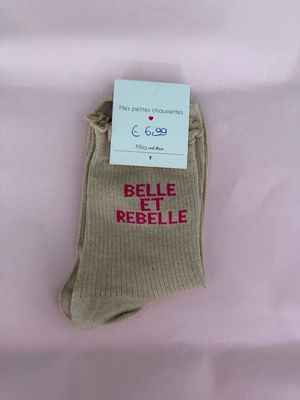 Mes petites chaussettes
€ 6,99
Mila
BELLE
ET
REBELLE